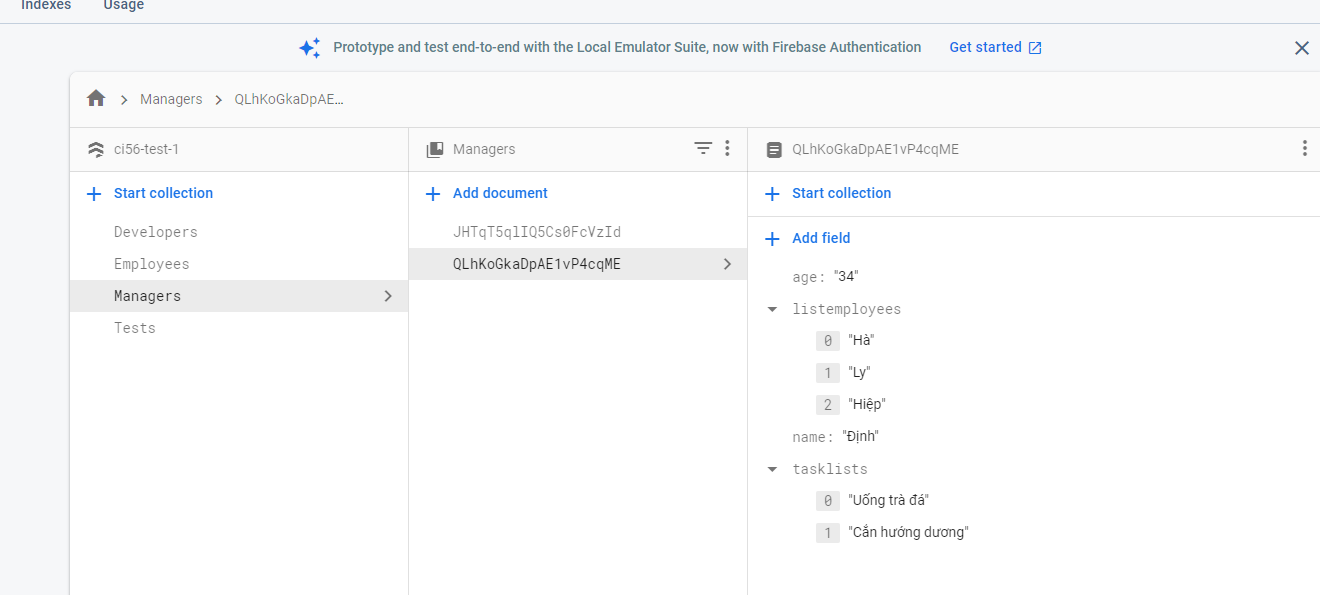 Indexes Usage
Prototype and test end-to-end with the Local Emulator Suite, now with Firebase Authentication Get started
Managers QLhKoGkaDpAE...
ci56-test-1
Start collection
Developers
Employees
Managers
Tests
Managers
Add document
JHTqT5qlIQ5Cs0FcVzId
QLhKoGkaDpAE1vP4cqME
QLhKoGkaDpAE1vP4cqME
Start collection
Add field
age: "34"
listemployees
0 "Hà"
1 "Ly"
2 "Hiệp"
name: "Định"
tasklists
0 "Uống trà đá"
1 "Cắn hướng dương"